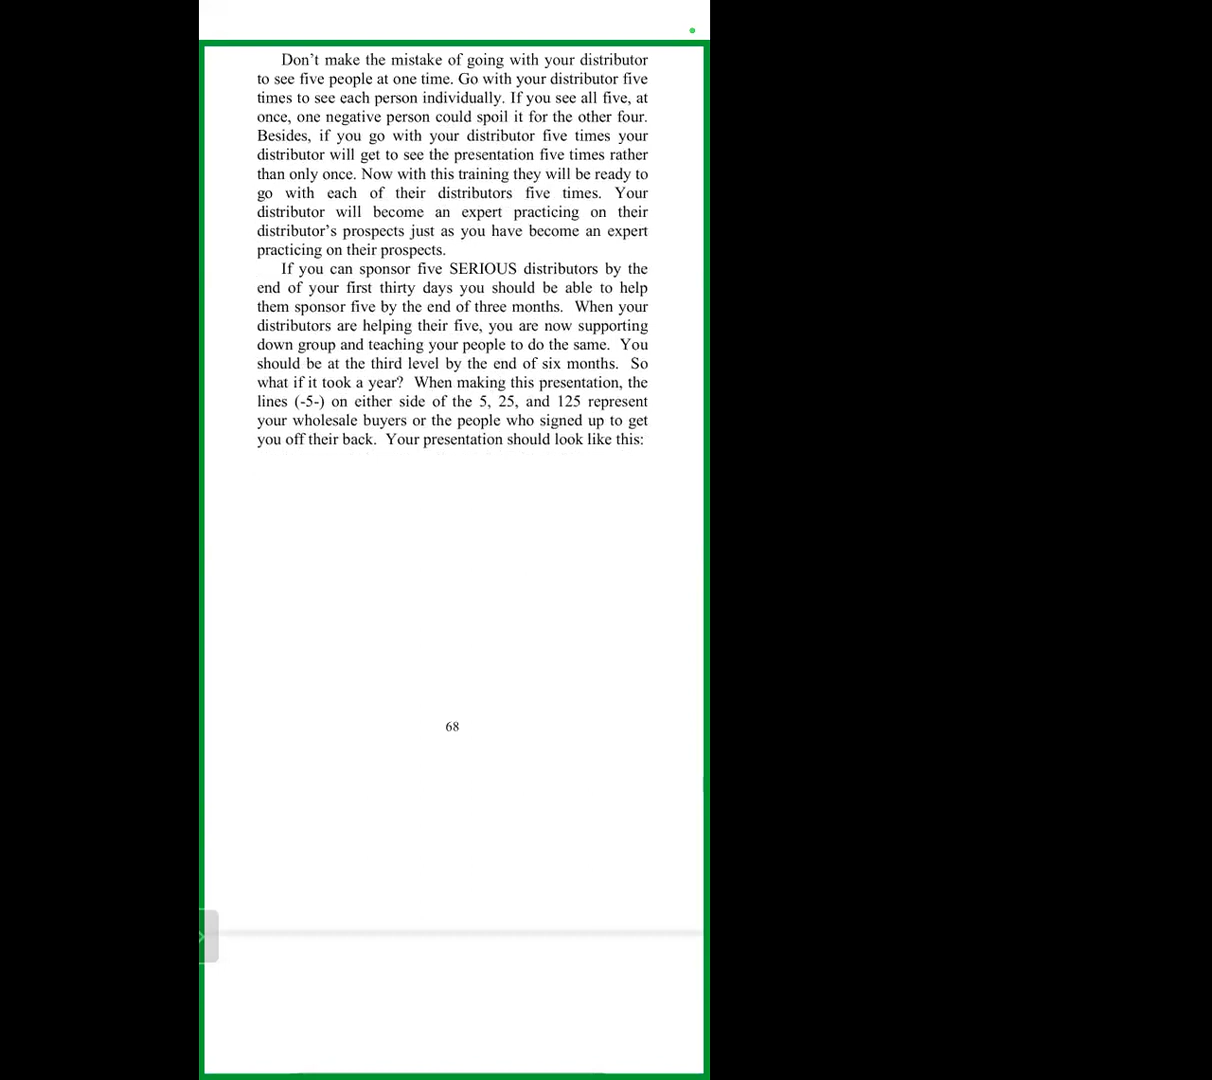 Don’t make the mistake of going with your distributor
to see five people at one time. Go with your distributor five
times to see each person individually. If you see all five, at
once, one negative person could spoil it for the other four.
Besides, if you go with your distributor five times your
distributor will get to see the presentation five times rather
than only once. Now with this training they will be ready to
go with each of their distributors five times. Your
distributor will become an expert practicing on their
distributor’s prospects just as you have become an expert
practicing on their prospects.
If you can sponsor five SERIOUS distributors by the
end of your first thirty days you should be able to help
them sponsor five by the end of three months. When your
distributors are helping their five, you are now supporting
down group and teaching your people to do the same. You
should be at the third level by the end of six months. So
what if it took a year? When making this presentation, the
lines (-5-) on either side of the 5, 25, and 125 represent
your wholesale buyers or the people who signed up to get
you off their back. Your presentation should look like this:
68